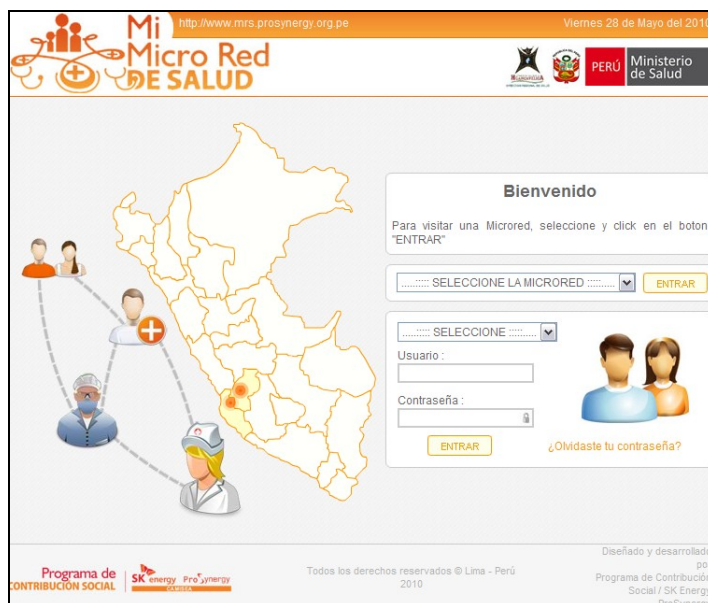 http://www.mrs.prosynergy.org.pe
Viernes 28 de Mayo del 2010
Mi
Micro Red
DE SALUD
PERÚ
Ministerio
de Salud
Bienvenido
Para visitar una Microred, seleccione y click en el boton
"ENTRAR"
....::::: SELECCIONE LA MICRORED :::::....
ENTRAR
....::::: SELECCIONE :::::....
Usuario :
Contraseña :
ENTRAR
¿Olvidaste tu contraseña?
Programa de
CONTRIBUCIÓN SOCIAL
SK energy
ProSynergy
CAMISEA
Todos los derechos reservados © Lima - Perú
2010
Diseñado y desarrollado
por
Programa de Contribución
Social / SK Energy
ProSynergy